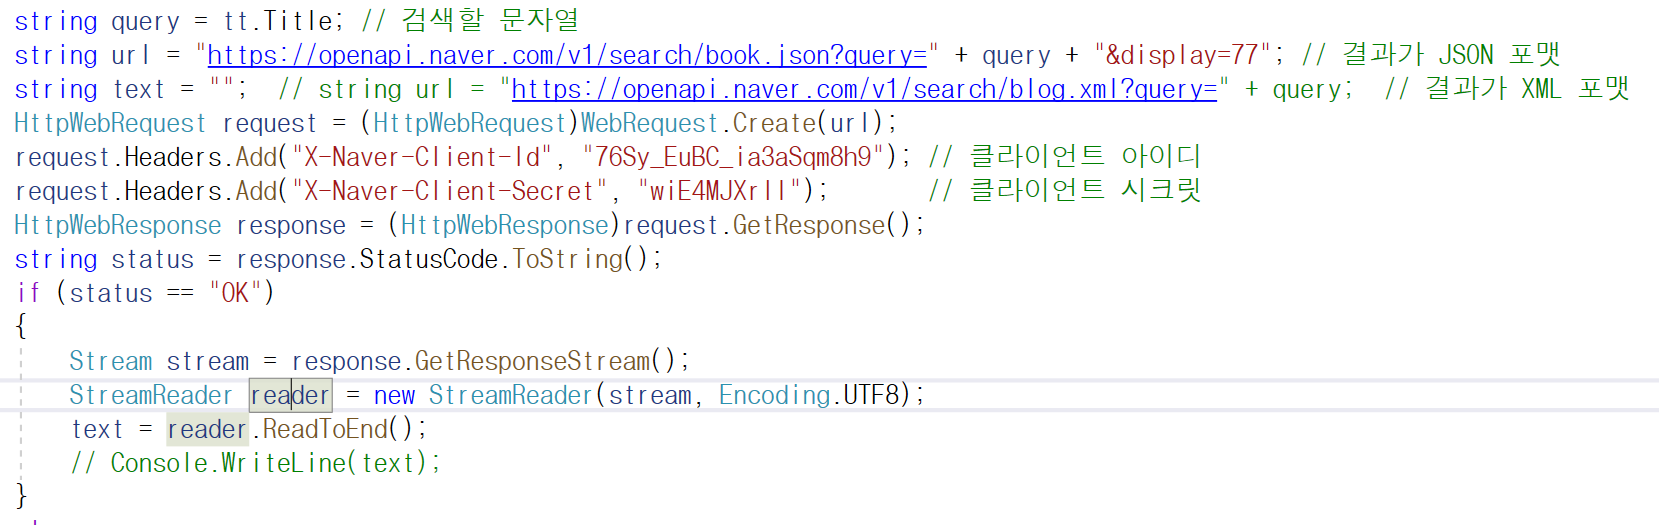 string query = tt.Title; // 검색할 문자열
string url = "https://openapi.naver.com/v1/search/book.json?query=" + query + "&display=77"; // 결과가 JSON 포맷
string text = "";  // string url = "https://openapi.naver.com/v1/search/blog.xml?query=" + query;  // 결과가 XML 포맷
HttpWebRequest request = (HttpWebRequest)WebRequest.Create(url);
request.Headers.Add("X-Naver-Client-Id", "76Sy_EuBC_ia3aSqm8h9"); // 클라이언트 아이디
request.Headers.Add("X-Naver-Client-Secret", "wiE4MJXrll");       // 클라이언트 시크릿
HttpWebResponse response = (HttpWebResponse)request.GetResponse();
string status = response.StatusCode.ToString();
if (status == "OK")
{
    Stream stream = response.GetResponseStream();
    StreamReader reader = new StreamReader(stream, Encoding.UTF8);
    text = reader.ReadToEnd();
    // Console.WriteLine(text);
}